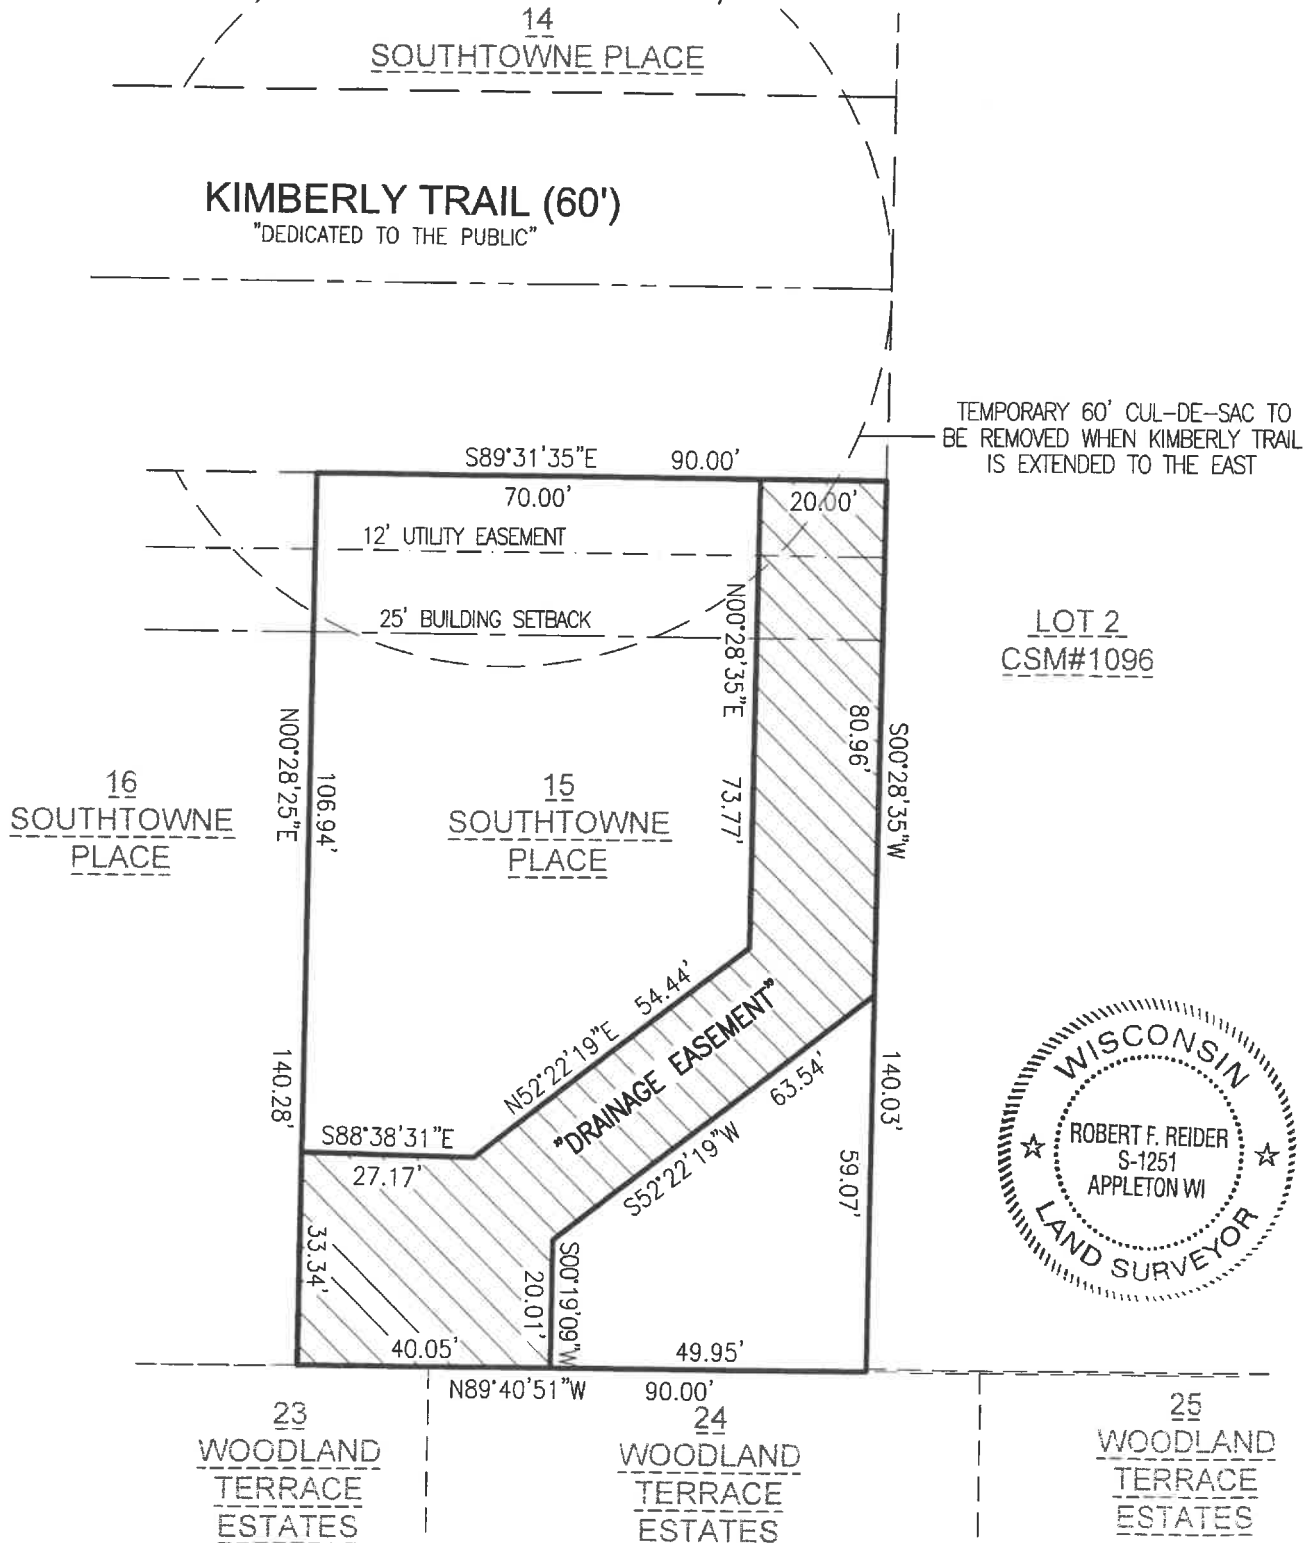 14
SOUTHTOWNE PLACE
KIMBERLY TRAIL (60')
"DEDICATED TO THE PUBLIC"
TEMPORARY 60' CUL-DE-SAC TO
BE REMOVED WHEN KIMBERLY TRAIL
IS EXTENDED TO THE EAST
S89°31'35"E 90.00'
70.00'
20.00'
12' UTILITY EASEMENT
25' BUILDING SETBACK
N00°28'35"E
73.77'
80.96'
S00°28'35"W
140.03'
LOT 2
CSM#1096
N00°28'25"E
140.28'
106.94'
16
SOUTHTOWNE
PLACE
15
SOUTHTOWNE
PLACE
N52°22'19"E 54.44'
"DRAINAGE EASEMENT"
S52°22'19"W 63.54'
59.07'
S88°38'31"E
27.17'
33.34'
40.05'
20.01'
S00°19'09"W
49.95'
N89°40'51"W 90.00'
WISCONSIN
ROBERT F. REIDER
S-1251
APPLETON WI
LAND SURVEYOR
23
WOODLAND
TERRACE
ESTATES
24
WOODLAND
TERRACE
ESTATES
25
WOODLAND
TERRACE
ESTATES